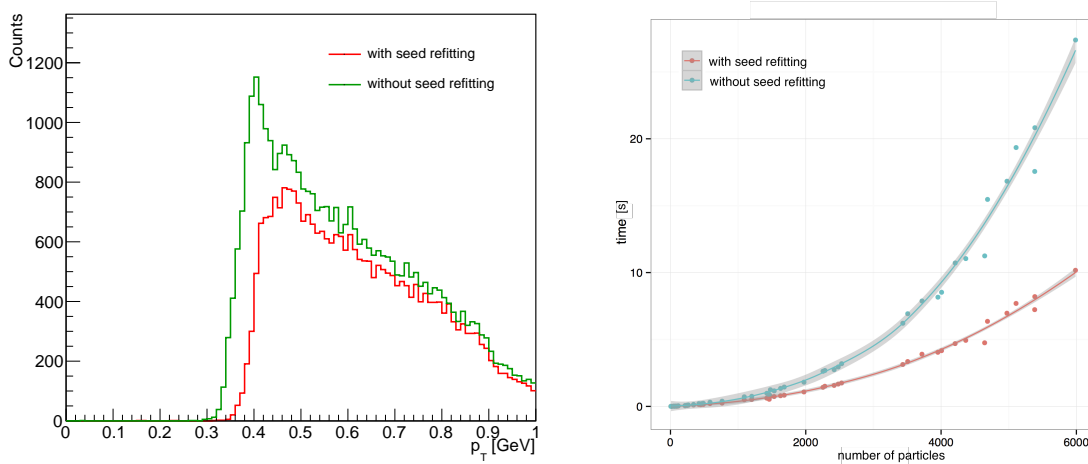 Counts
1200
1000
800
600
400
200
0
with seed refitting
without seed refitting
0 0.1 0.2 0.3 0.4 0.5 0.6 0.7 0.8 0.9 1
pT [GeV]
time [s]
20
10
0
with seed refitting
without seed refitting
0 2000 4000 6000
number of particles